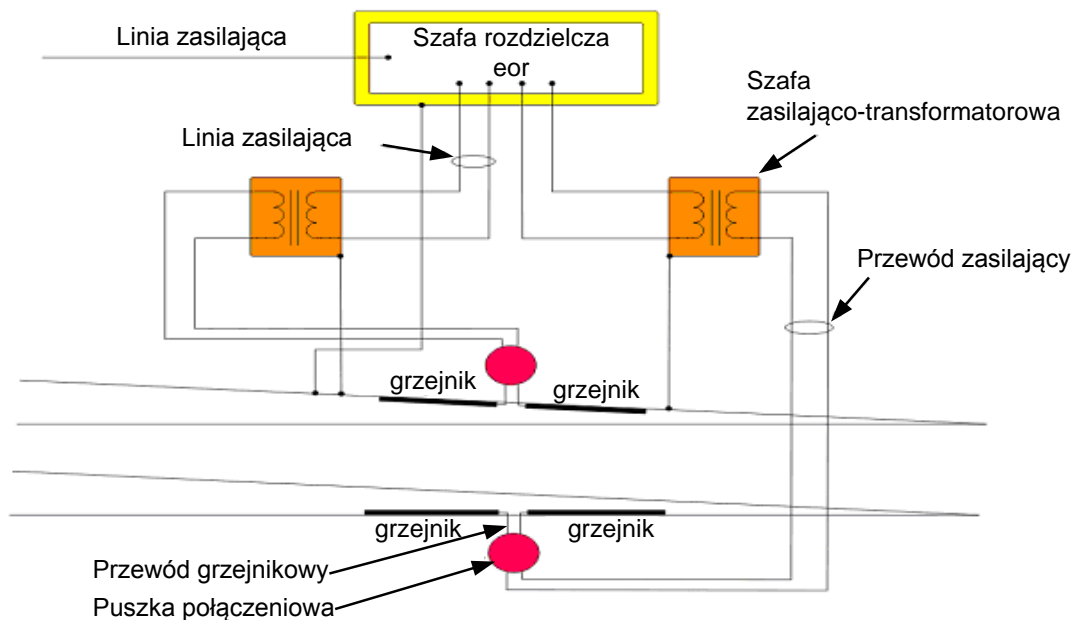 Linia zasilająca
Szafa rozdzielcza
eor
Szafa
zasilająco-transformatorowa
Linia zasilająca
Przewód zasilający
grzejnik
grzejnik
grzejnik
grzejnik
Przewód grzejnikowy
Puszka połączeniowa